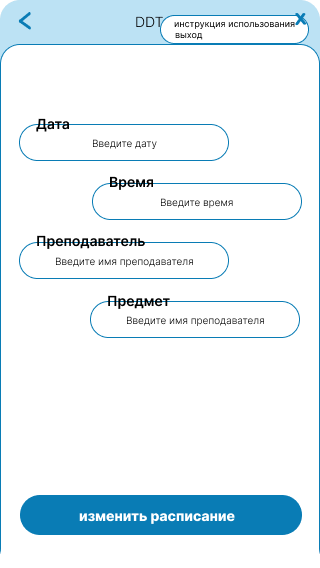 DDT
инструкция использования
выход
Дата
Введите дату
Время
Введите время
Преподаватель
Введите имя преподавателя
Предмет
Введите имя преподавателя
изменить расписание